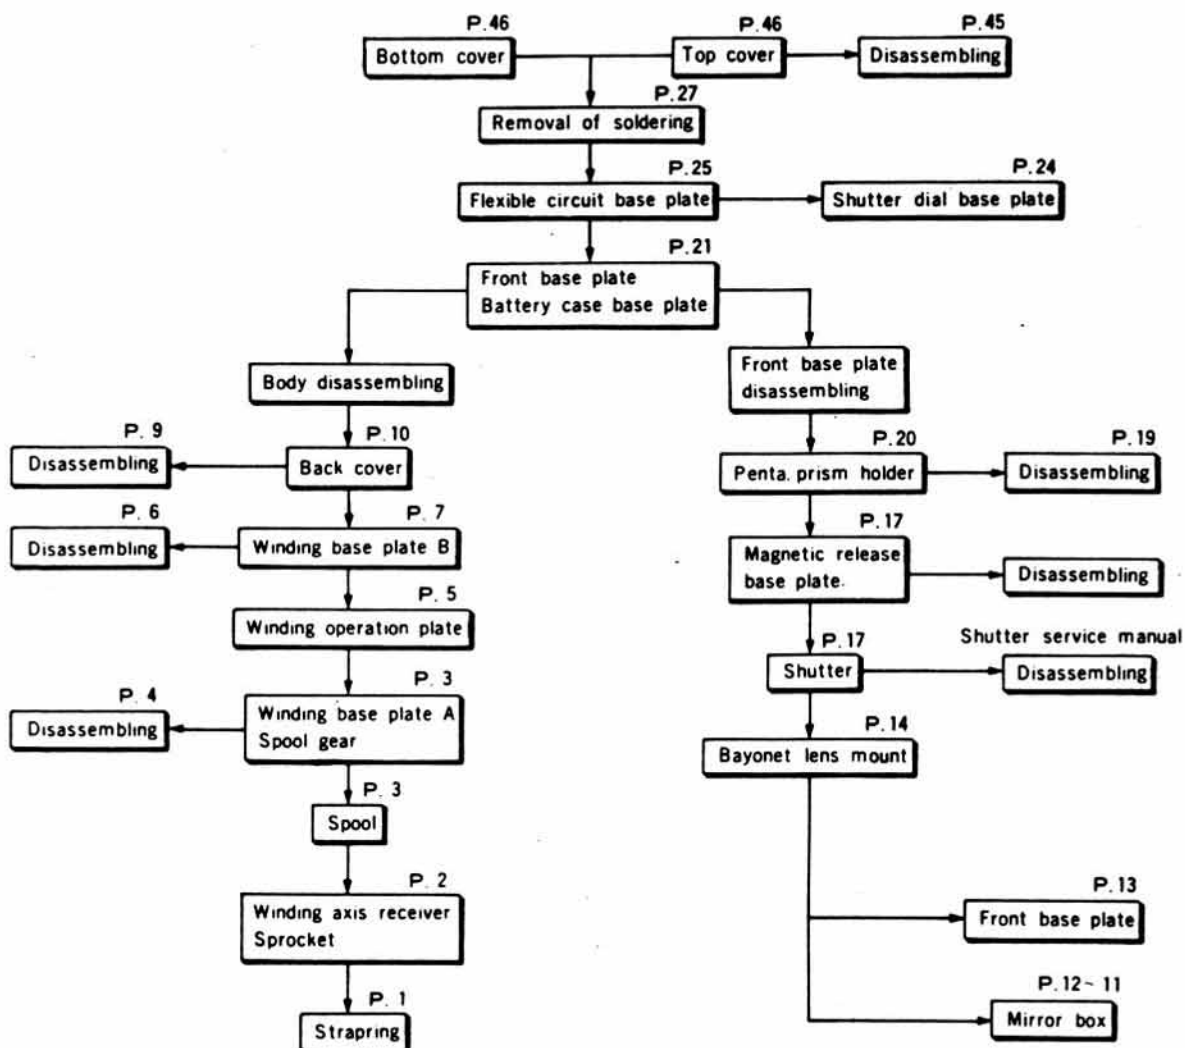 P.46
P.46
P.45
Bottom cover
Top cover
Disassembling
P.27
Removal of soldering
P.25
P.24
Flexible circuit base plate
Shutter dial base plate
P.21
Front base plate
Battery case base plate
Body disassembling
Front base plate
disassembling
P. 9
P.10
Disassembling
Back cover
P.20
P.19
Penta. prism holder
Disassembling
P. 6
P. 7
Disassembling
Winding base plate B
P.17
Magnetic release
base plate.
Disassembling
P. 5
Winding operation plate
P.17
Shutter service manual
Shutter
Disassembling
P. 4
P. 3
Disassembling
Winding base plate A
Spool gear
P.14
Bayonet lens mount
P. 3
Spool
P. 2
Winding axis receiver
Sprocket
P.13
Front base plate
P. 1
Strapring
P.12~11
Mirror box